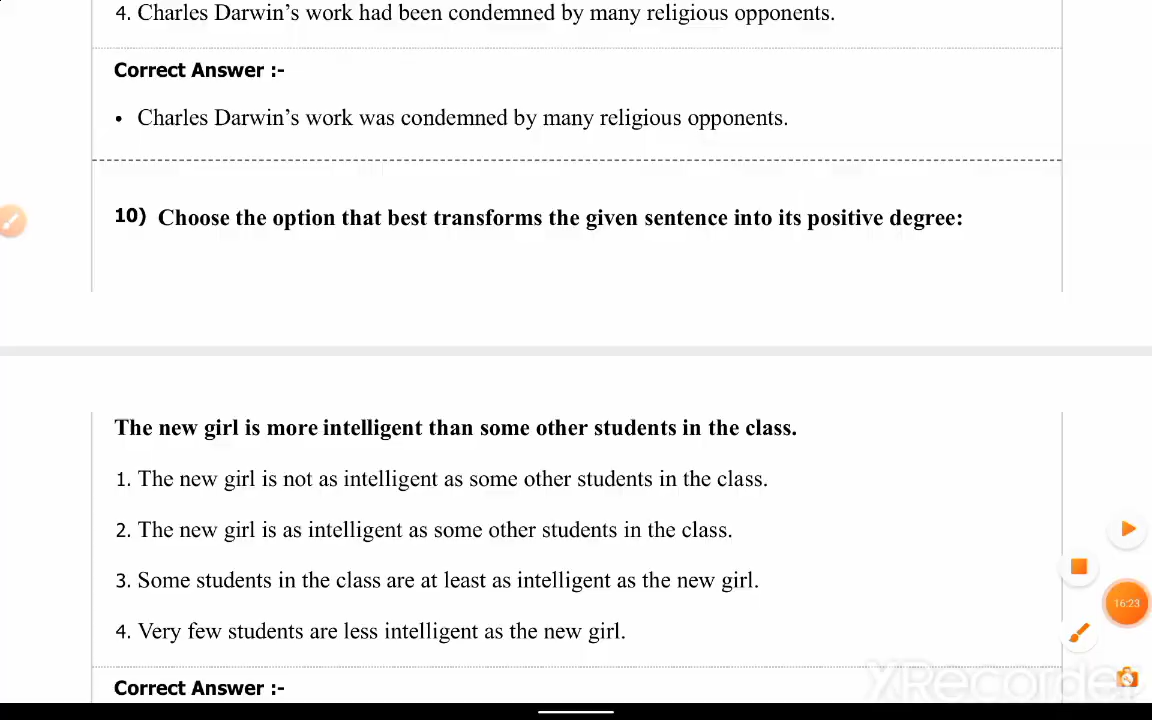 4. Charles Darwin’s work had been condemned by many religious opponents.
Correct Answer :-
• Charles Darwin’s work was condemned by many religious opponents.
10) Choose the option that best transforms the given sentence into its positive degree:
The new girl is more intelligent than some other students in the class.
1. The new girl is not as intelligent as some other students in the class.
2. The new girl is as intelligent as some other students in the class.
3. Some students in the class are at least as intelligent as the new girl.
4. Very few students are less intelligent as the new girl.
16:23
Correct Answer :-
XRecorder